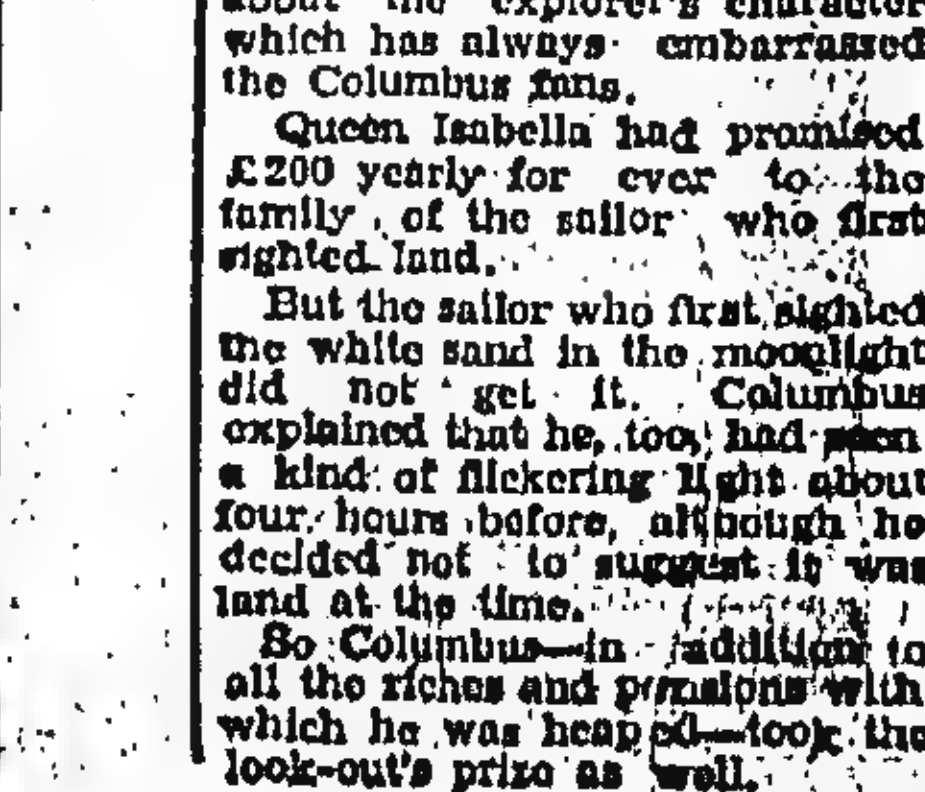 about the explorer's character
which has always embarrassed
the Columbus fans.
Queen Isabella had promised
£200 yearly for ever to the
family of the sailor who first
sighted land.
But the sailor who first sighted
the white sand in the moonlight
did not get it. Columbus
explained that he, too, had seen
a kind of flickering light about
four hours before, although he
decided not to suggest it was
land at the time.
So Columbus—in addition to
all the riches and pensions with
which he was heaped—took the
look-out's prize as well.